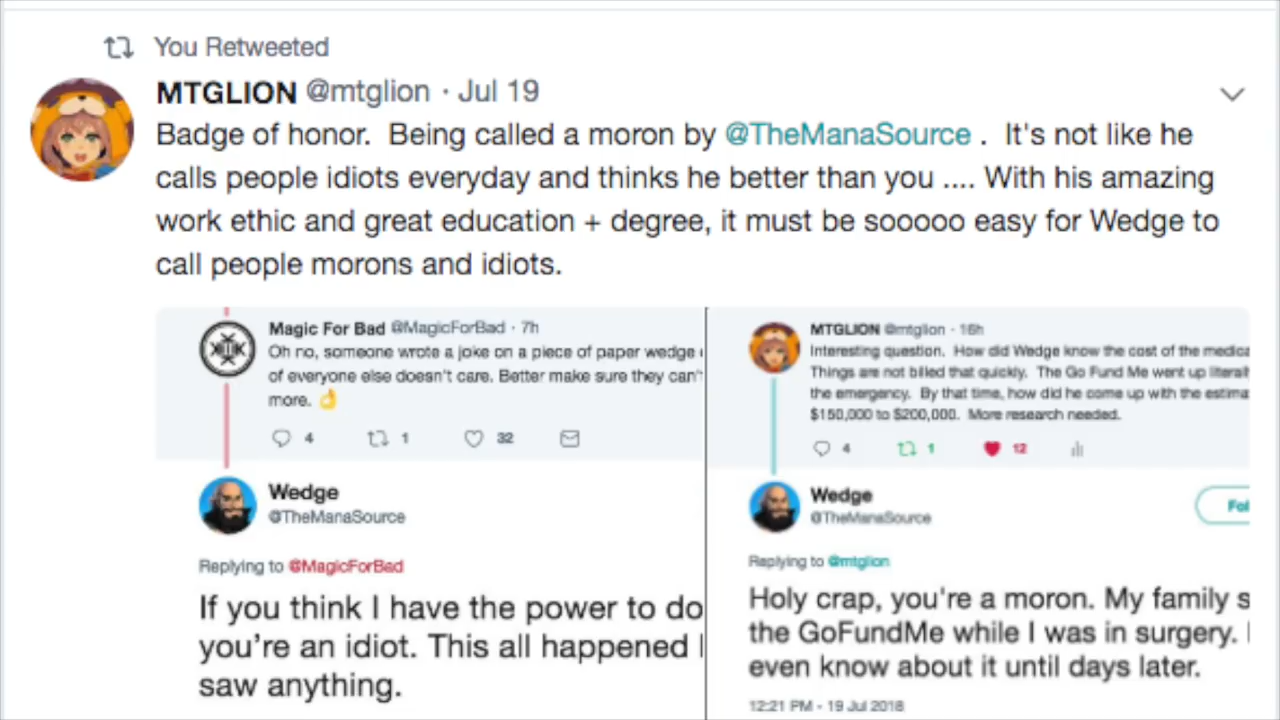 You Retweeted
MTGLION @mtglion · Jul 19
Badge of honor. Being called a moron by @TheManaSource . It's not like he
calls people idiots everyday and thinks he better than you .... With his amazing
work ethic and great education + degree, it must be sooooo easy for Wedge to
call people morons and idiots.
Magic For Bad @MagicForBad · 7h
Oh no, someone wrote a joke on a piece of paper wedge
of everyone else doesn't care. Better make sure they can'
more. 👌
4 1 32
Wedge
@TheManaSource
Replying to @MagicForBad
If you think I have the power to do
you're an idiot. This all happened
saw anything.
MTGLION @mtglion · 16h
Interesting question. How did Wedge know the cost of the medica
Things are not billed that quickly. The Go Fund Me went up literal
the emergency. By that time, how did he come up with the estima
$150,000 to $200,000. More research needed.
4 1 12
Wedge
@TheManaSource
Fol
Replying to @mtglion
Holy crap, you're a moron. My family s
the GoFundMe while I was in surgery.
even know about it until days later.
12:21 PM - 19 Jul 2018